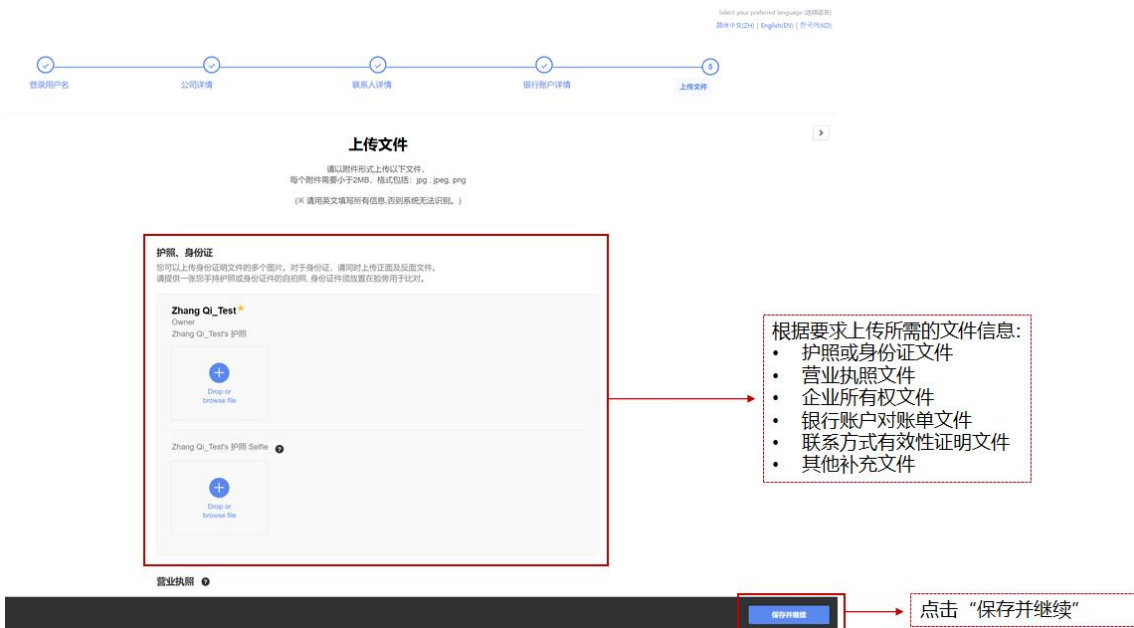 Select your preferred language (选择语言)
简体中文(ZH) | English(EN) | 한국어(KO)
登录用户名
公司详情
联系人详情
银行账户详情
5
上传文件
上传文件
请以附件形式上传以下文件，
每个附件需要小于2MB，格式包括：jpg , jpeg, png
(※ 请用英文填写所有信息,否则系统无法识别。)
护照、身份证
您可以上传身份证明文件的多个图片。对于身份证，请同时上传正面及反面文件。
请提供一张您手持护照或身份证件的自拍照, 身份证件须放置在脸旁用于比对。
Zhang Qi_Test
Owner
Zhang Qi_Test's 护照
Drop or
browse file
Zhang Qi_Test's 护照 Selfie ?
Drop or
browse file
营业执照 ?
保存并继续
根据要求上传所需的文件信息：
• 护照或身份证文件
• 营业执照文件
• 企业所有权文件
• 银行账户对账单文件
• 联系方式有效性证明文件
• 其他补充文件
点击“保存并继续”